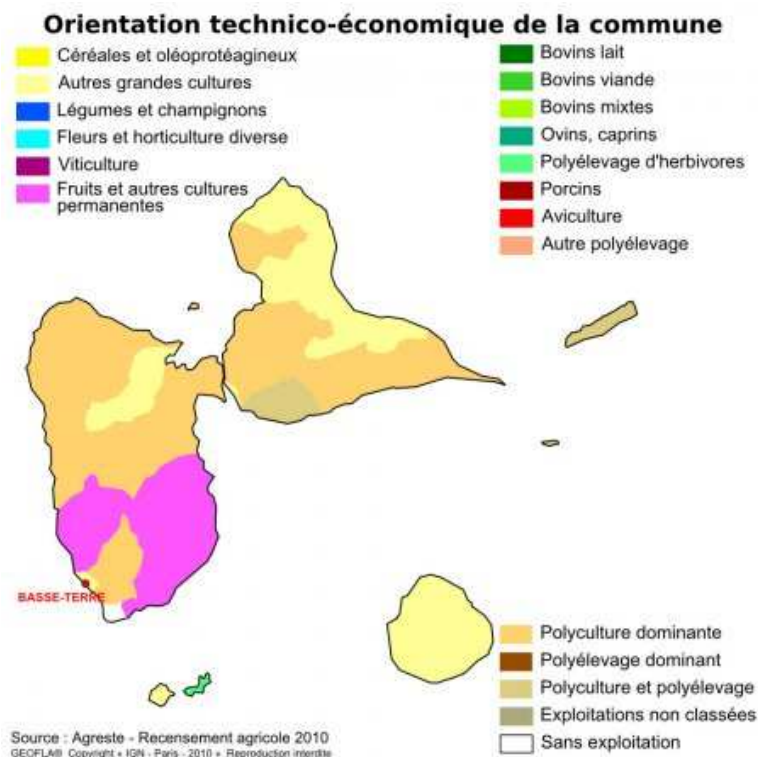 Orientation technico-économique de la commune
Céréales et oléoprotéagineux
Autres grandes cultures
Légumes et champignons
Fleurs et horticulture diverse
Viticulture
Fruits et autres cultures
permanentes
Bovins lait
Bovins viande
Bovins mixtes
Ovins, caprins
Polyélevage d'herbivores
Porcins
Aviculture
Autre polyélevage
BASSE-TERRE
Polyculture dominante
Polyélevage dominant
Polyculture et polyélevage
Exploitations non classées
Sans exploitation
Source : Agreste - Recensement agricole 2010
GEOFLA® Copyright • IGN - Paris - 2010 • Reproduction interdite